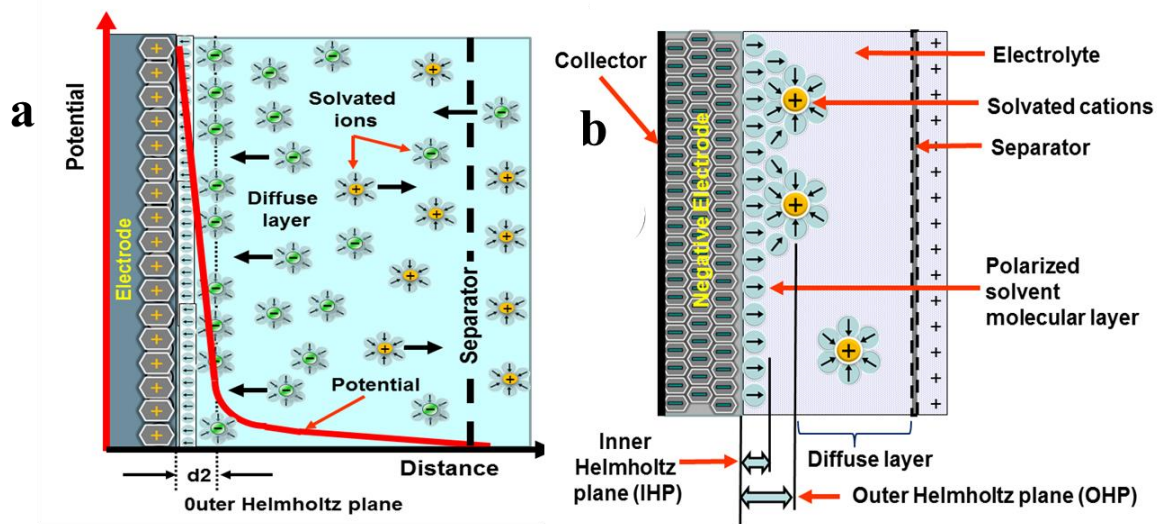 a
Potential
Electrode
Solvated
ions
Diffuse
layer
Separator
Potential
Distance
d2
0uter Helmholtz plane
b
Collector
Negative Electrode
Electrolyte
Solvated cations
Separator
Polarized
solvent
molecular layer
Inner
Helmholtz
plane (IHP)
Diffuse layer
Outer Helmholtz plane (OHP)